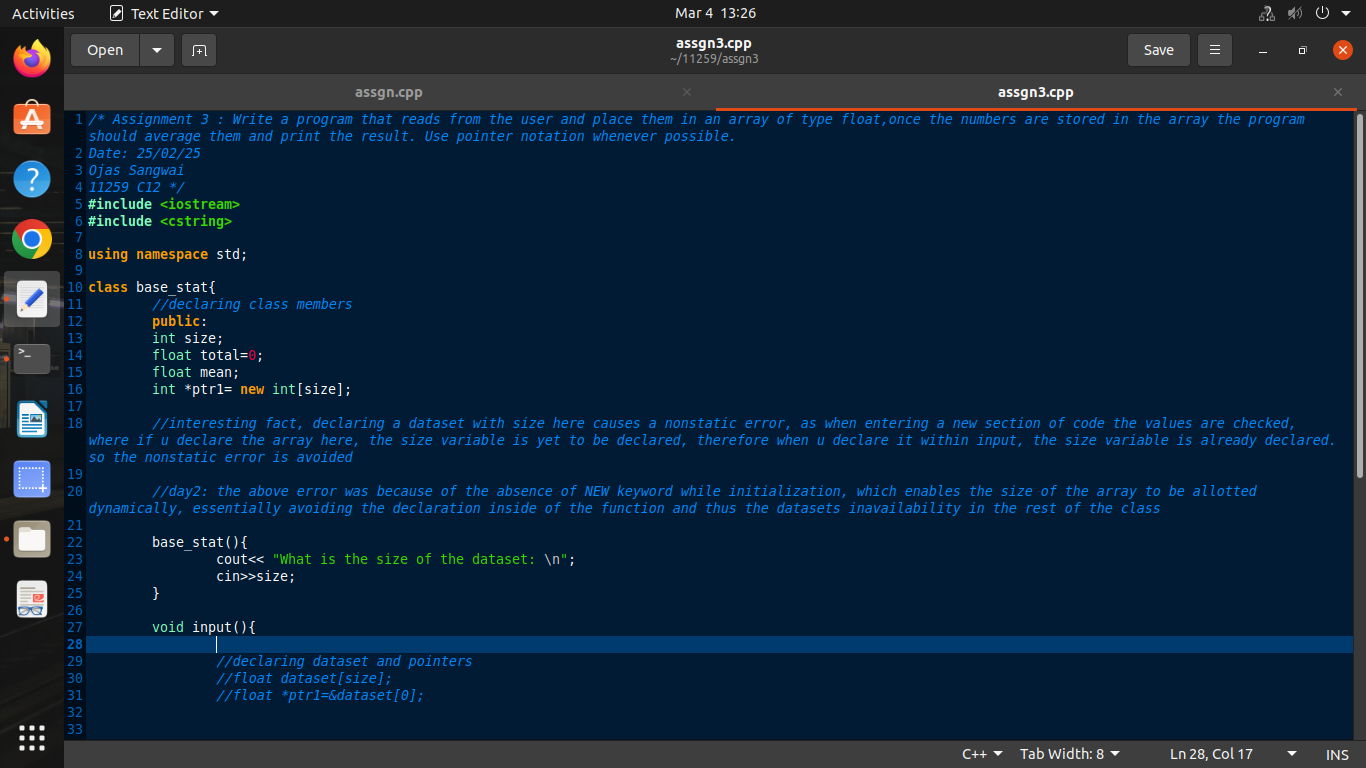 Activities Text Editor Mar 4 13:26
Open assgn3.cpp Save
~/11259/assgn3
assgn.cpp assgn3.cpp
1 /* Assignment 3 : Write a program that reads from the user and place them in an array of type float,once the numbers are stored in the array the program
should average them and print the result. Use pointer notation whenever possible.
2 Date: 25/02/25
3 Ojas Sangwai
4 11259 C12 */
5 #include <iostream>
6 #include <cstring>
7
8 using namespace std;
9
10 class base_stat{
11 //declaring class members
12 public:
13 int size;
14 float total=0;
15 float mean;
16 int *ptr1= new int[size];
17
18 //interesting fact, declaring a dataset with size here causes a nonstatic error, as when entering a new section of code the values are checked,
where if u declare the array here, the size variable is yet to be declared, therefore when u declare it within input, the size variable is already declared.
so the nonstatic error is avoided
19
20 //day2: the above error was because of the absence of NEW keyword while initialization, which enables the size of the array to be allotted
dynamically, essentially avoiding the declaration inside of the function and thus the datasets inavailability in the rest of the class
21
22 base_stat(){
23 cout<< "What is the size of the dataset: \n";
24 cin>>size;
25 }
26
27 void input(){
28
29 //declaring dataset and pointers
30 //float dataset[size];
31 //float *ptr1=&dataset[0];
32
33
C++ Tab Width: 8 Ln 28, Col 17 INS